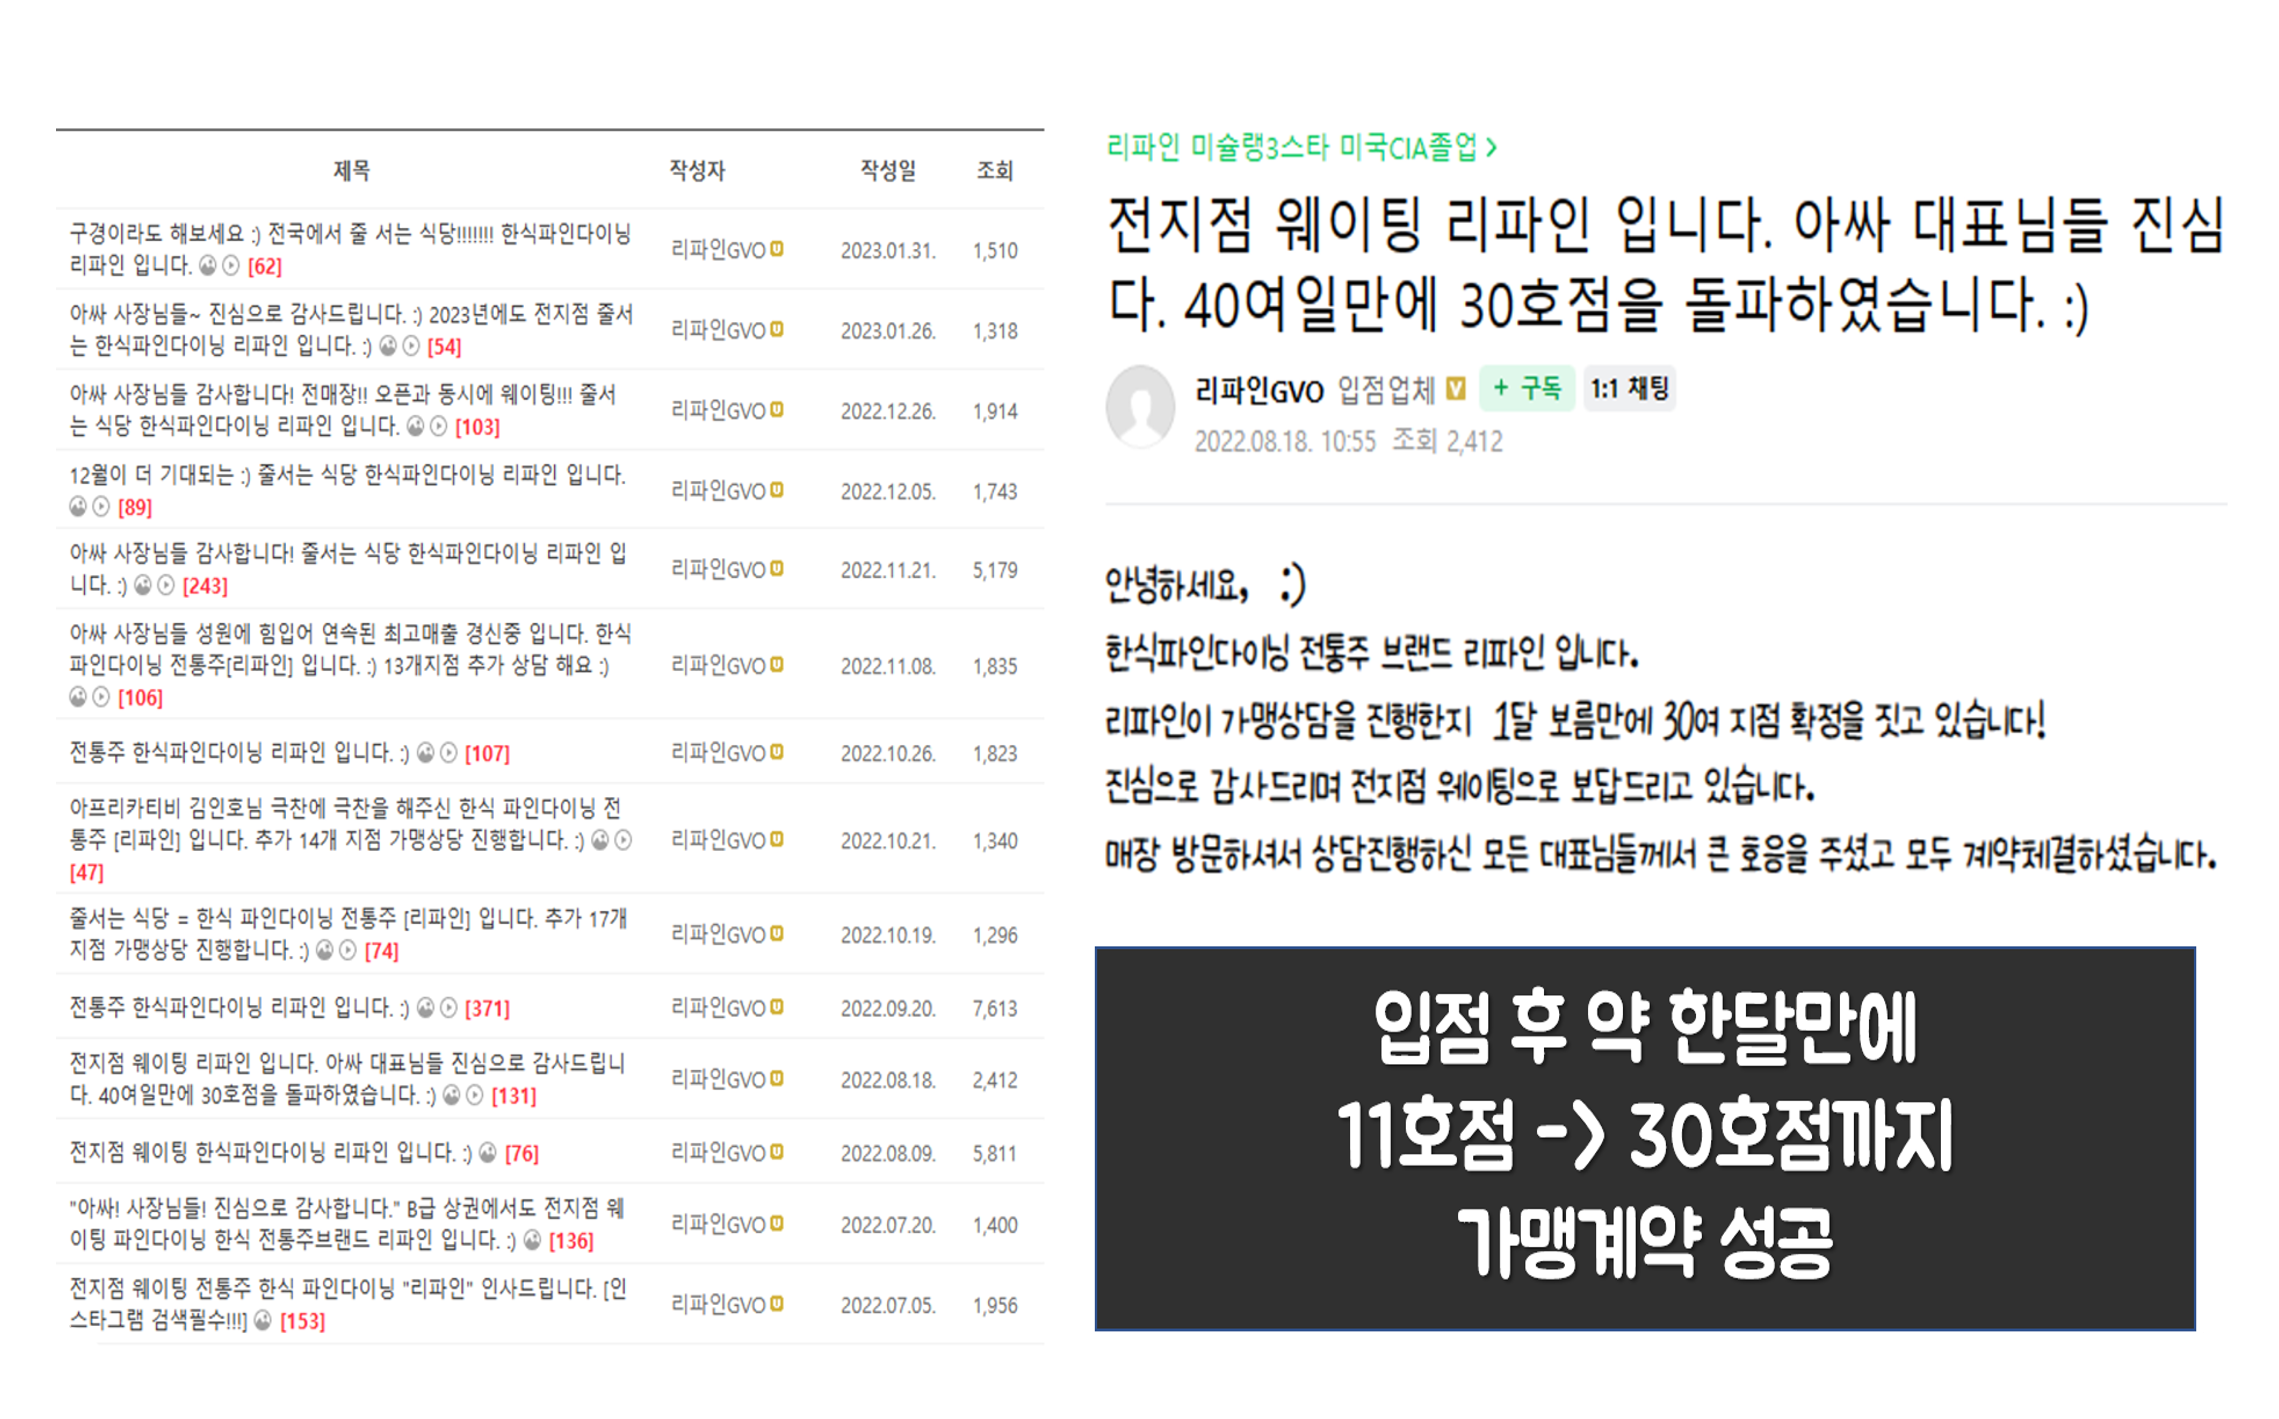 제목 작성자 작성일 조회
구경이라도 해보세요 :) 전국에서 줄 서는 식당!!!!!!! 한식파인다이닝
리파인 입니다. [62] 리파인GVO 2023.01.31. 1,510
아싸 사장님들~ 진심으로 감사드립니다. :) 2023년에도 전지점 줄서
는 한식파인다이닝 리파인 입니다. :) [54] 리파인GVO 2023.01.26. 1,318
아싸 사장님들 감사합니다! 전매장!! 오픈과 동시에 웨이팅!!! 줄서
는 식당 한식파인다이닝 리파인 입니다. [103] 리파인GVO 2022.12.26. 1,914
12월이 더 기대되는 :) 줄서는 식당 한식파인다이닝 리파인 입니다.
[89] 리파인GVO 2022.12.05. 1,743
아싸 사장님들 감사합니다! 줄서는 식당 한식파인다이닝 리파인 입
니다. :) [243] 리파인GVO 2022.11.21. 5,179
아싸 사장님들 성원에 힘입어 연속된 최고매출 경신중 입니다. 한식
파인다이닝 전통주[리파인] 입니다. :) 13개지점 추가 상담 해요 :)
[106] 리파인GVO 2022.11.08. 1,835
전통주 한식파인다이닝 리파인 입니다. :) [107] 리파인GVO 2022.10.26. 1,823
아프리카티비 김인호님 극찬에 극찬을 해주신 한식 파인다이닝 전
통주 [리파인] 입니다. 추가 14개 지점 가맹상당 진행합니다. :)
[47] 리파인GVO 2022.10.21. 1,340
줄서는 식당 = 한식 파인다이닝 전통주 [리파인] 입니다. 추가 17개
지점 가맹상당 진행합니다. :) [74] 리파인GVO 2022.10.19. 1,296
전통주 한식파인다이닝 리파인 입니다. :) [371] 리파인GVO 2022.09.20. 7,613
전지점 웨이팅 리파인 입니다. 아싸 대표님들 진심으로 감사드립니
다. 40여일만에 30호점을 돌파하였습니다. :) [131] 리파인GVO 2022.08.18. 2,412
전지점 웨이팅 한식파인다이닝 리파인 입니다. :) [76] 리파인GVO 2022.08.09. 5,811
"아싸! 사장님들! 진심으로 감사합니다." B급 상권에서도 전지점 웨
이팅 파인다이닝 한식 전통주브랜드 리파인 입니다. :) [136] 리파인GVO 2022.07.20. 1,400
전지점 웨이팅 전통주 한식 파인다이닝 "리파인" 인사드립니다. [인
스타그램 검색필수!!!] [153] 리파인GVO 2022.07.05. 1,956
리파인 미슐랭3스타 미국CIA졸업 >
전지점 웨이팅 리파인 입니다. 아싸 대표님들 진심
다. 40여일만에 30호점을 돌파하였습니다. :)
리파인GVO 입점업체 V + 구독 1:1 채팅
2022.08.18. 10:55 조회 2,412
안녕하세요, :)
한식파인다이닝 전통주 브랜드 리파인 입니다.
리파인이 가맹상담을 진행한지 1달 보름만에 30여 지점 확정을 짓고 있습니다!
진심으로 감사드리며 전지점 웨이팅으로 보답드리고 있습니다.
매장 방문하셔서 상담진행하신 모든 대표님들께서 큰 호응을 주셨고 모두 계약체결하셨습니다.
입점 후 약 한달만에
11호점 -> 30호점까지
가맹계약 성공